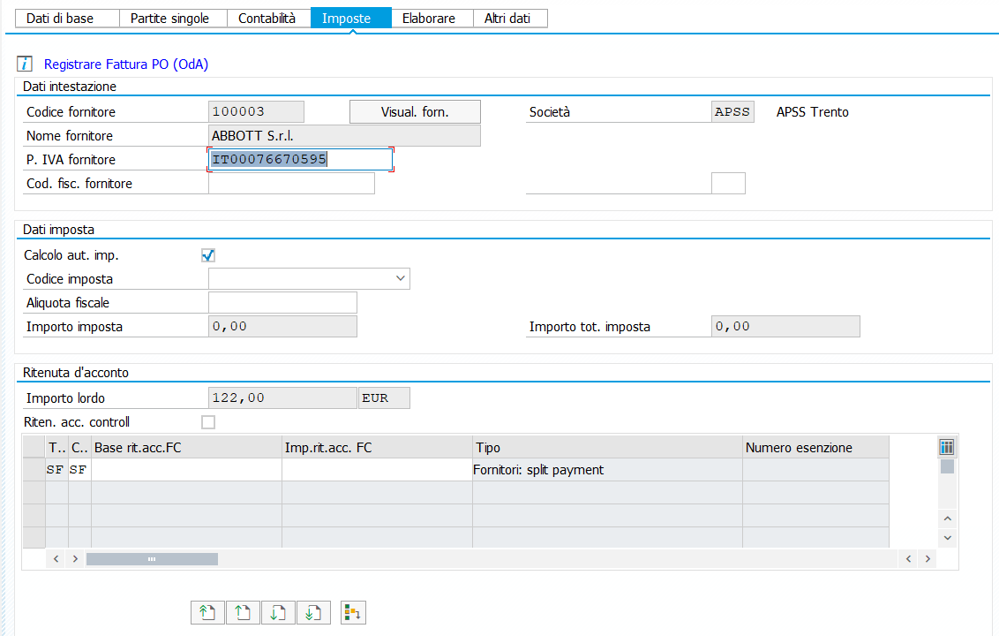 Dati di base Partite singole Contabilità Imposte Elaborare Altri dati
Registrare Fattura PO (OdA)
Dati intestazione
Codice fornitore 100003 Visual. forn. Società APSS APSS Trento
Nome fornitore ABBOTT S.r.l.
P. IVA fornitore IT00076670595
Cod. fisc. fornitore
Dati imposta
Calcolo aut. imp.
Codice imposta
Aliquota fiscale
Importo imposta 0,00 Importo tot. imposta 0,00
Ritenuta d'acconto
Importo lordo 122,00 EUR
Riten. acc. controll
T.. C.. Base rit.acc.FC Imp.rit.acc. FC Tipo Numero esenzione
SF SF Fornitori: split payment